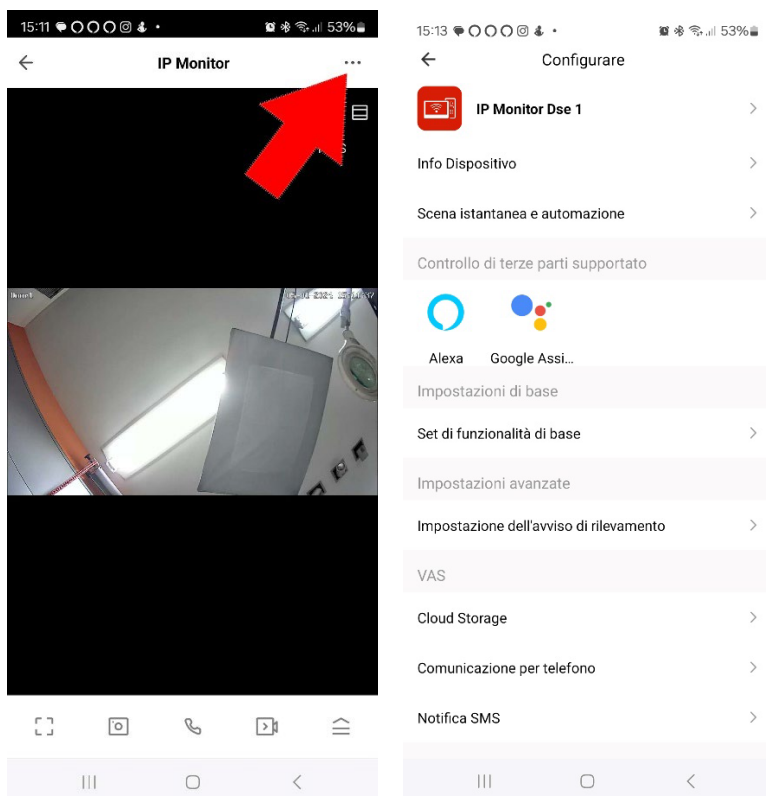 15:11 53%
IP Monitor
15:13 53%
Configurare
IP Monitor Dse 1
Info Dispositivo
Scena istantanea e automazione
Controllo di terze parti supportato
Alexa Google Assi...
Impostazioni di base
Set di funzionalità di base
Impostazioni avanzate
Impostazione dell'avviso di rilevamento
VAS
Cloud Storage
Comunicazione per telefono
Notifica SMS